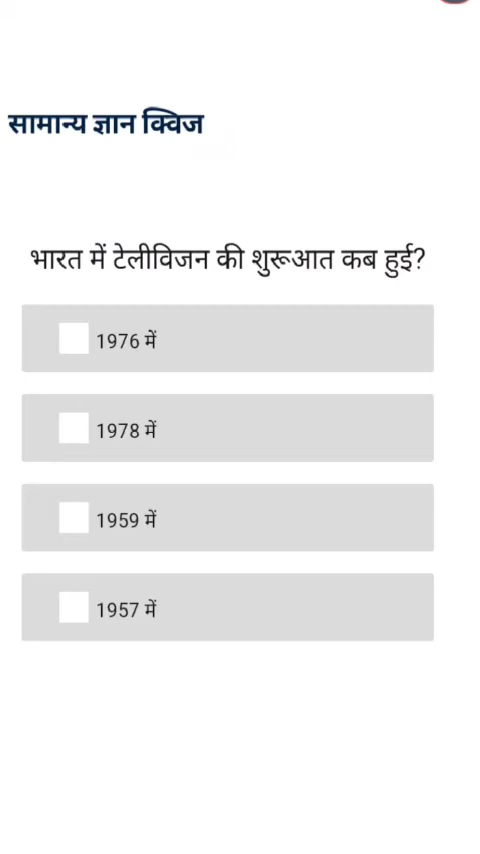 सामान्य ज्ञान क्विज
भारत में टेलीविजन की शुरूआत कब हुई?
1976 में
1978 में
1959 में
1957 में